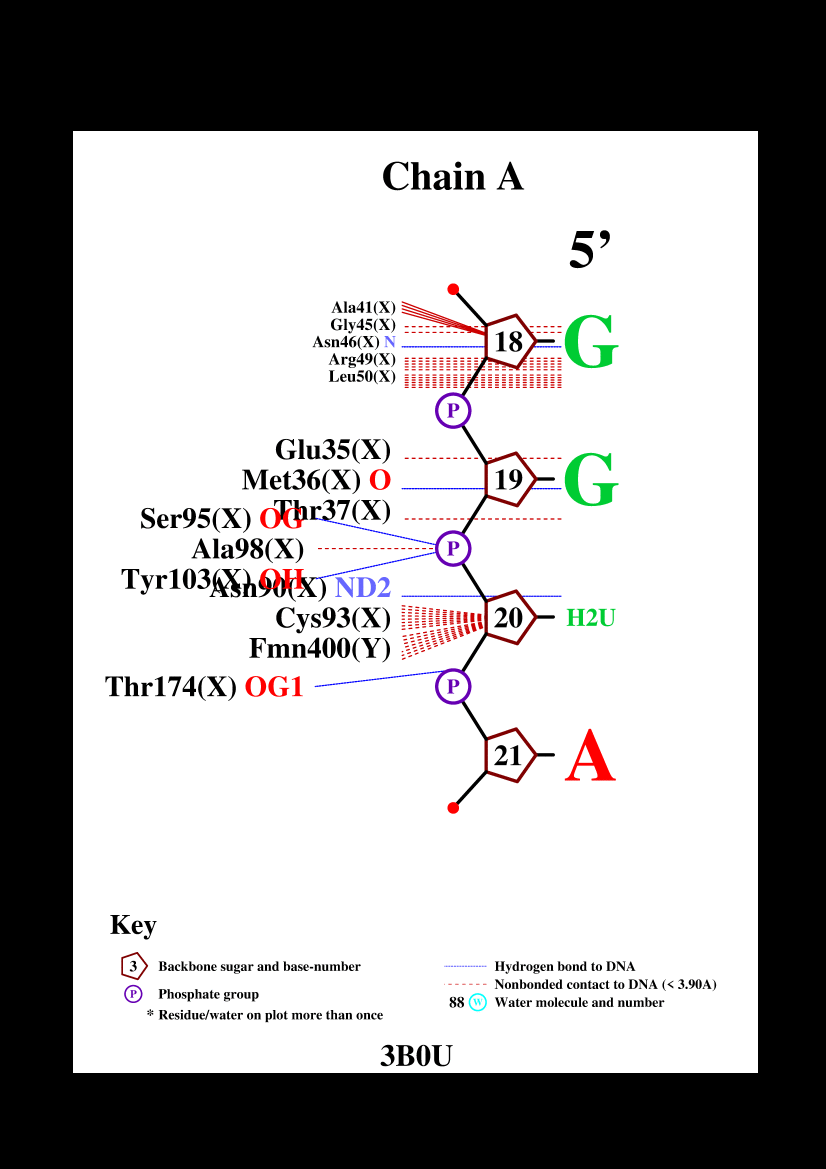 Chain A
5’
Ala41(X)
Gly45(X)
Asn46(X) N
Arg49(X)
Leu50(X)
18 G
P
Glu35(X)
Met36(X) O
Thr37(X)
19 G
Ser95(X) OG
Ala98(X)
Tyr103(X) OH
P
Asn90(X) ND2
Cys93(X)
Fmn400(Y)
20 H2U
Thr174(X) OG1
P
21 A
Key
3 Backbone sugar and base-number
P Phosphate group
* Residue/water on plot more than once
Hydrogen bond to DNA
Nonbonded contact to DNA (< 3.90A)
88 W Water molecule and number
3B0U